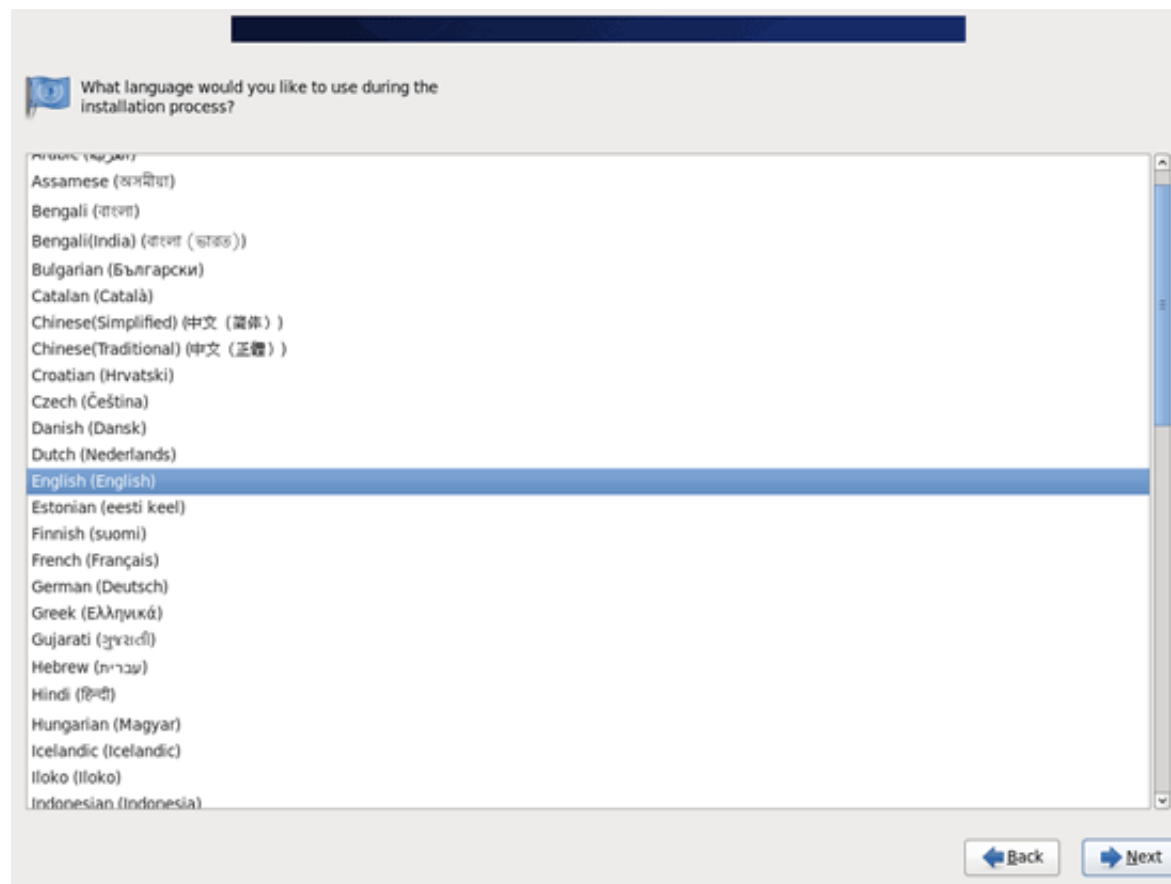 What language would you like to use during the
installation process?
Arabic (العربية)
Assamese (অসমীয়া)
Bengali (বাংলা)
Bengali(India) (বাংলা (ভারত))
Bulgarian (Български)
Catalan (Català)
Chinese(Simplified) (中文（简体）)
Chinese(Traditional) (中文（正體）)
Croatian (Hrvatski)
Czech (Čeština)
Danish (Dansk)
Dutch (Nederlands)
English (English)
Estonian (eesti keel)
Finnish (suomi)
French (Français)
German (Deutsch)
Greek (Ελληνικά)
Gujarati (ગુજરાતી)
Hebrew (עברית)
Hindi (हिन्दी)
Hungarian (Magyar)
Icelandic (Icelandic)
Iloko (Iloko)
Indonesian (Indonesia)
Back
Next